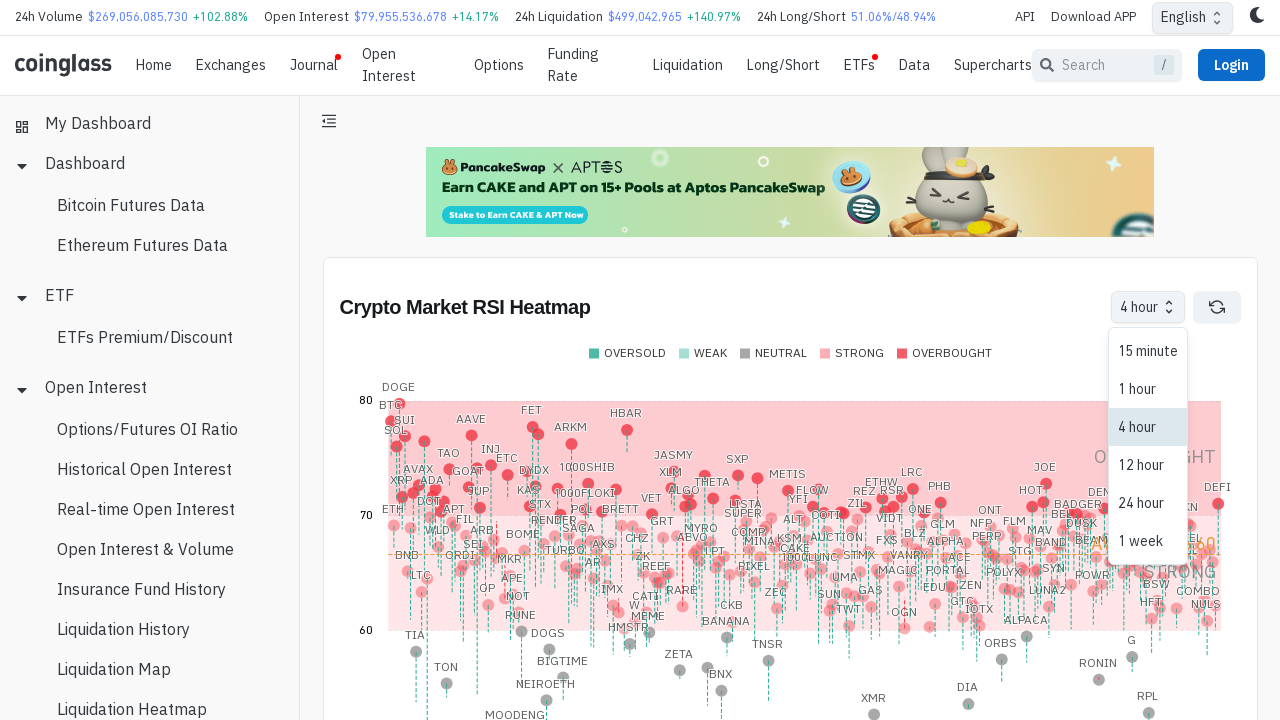 24h Volume $269,056,085,730 +102.88% Open Interest $79,955,536,678 +14.17% 24h Liquidation $499,042,965 +140.97% 24h Long/Short 51.06%/48.94% API Download APP English
coinglass Home Exchanges Journal Open Interest Options Funding Rate Liquidation Long/Short ETFs Data Supercharts Search / Login
My Dashboard
Dashboard
Bitcoin Futures Data
Ethereum Futures Data
ETF
ETFs Premium/Discount
Open Interest
Options/Futures OI Ratio
Historical Open Interest
Real-time Open Interest
Open Interest & Volume
Insurance Fund History
Liquidation History
Liquidation Map
Liquidation Heatmap
PancakeSwap × APTOS
Earn CAKE and APT on 15+ Pools at Aptos PancakeSwap
Stake to Earn CAKE & APT Now
Crypto Market RSI Heatmap
4 hour
15 minute
1 hour
4 hour
12 hour
24 hour
1 week
OVERSOLD WEAK NEUTRAL STRONG OVERBOUGHT
DOGE
80
BTC
SUI AAVE FET HBAR
SOL ARKM
TAO INJ ETC JASMY SXP
AVAX GOAT DYDX 1000SHIB XLM METIS LRC JOE
XRP ADA THETA ETHW PHB
JUP KAS 1000FLOKI ALGO FLOW REZ RSR HOT DEFI
DOT VET YFI
ETH APT STX POL BRETT LISTA ZIL ONE ONT BADGER
70
FIL RENDER GRT SUPER ALT COTI VIDT GLM NFP FLM DUSK
WLD ARB BOME SAGA CHZ MYRO COMP KSM AUCTION BLZ PERP MAV
SEI AXS AEVO MINA FXS ALPHA BAND BEAM
BNB ORDI MKR TURBO ZK 1PT CAKE STMX VANRY ACE STG
AR REEF PIXEL 1000LUNC MAGIC PORTAL POLYX SYN
STRONG
LTC OP APE IMX RARE ZEC UMA GAS EDU ZEN LUNA2 POWR BSW COMBO
NOT CATI SUN GTC
W CKB TWT OGN IOTX HFT NULS
RUNE MEME BANANA ALPACA
60
TIA DOGS HMSTR TNSR ORBS G
TON BIGTIME ZETA BNX RONIN
NEIROETH DIA RPL
MOODENG XMR